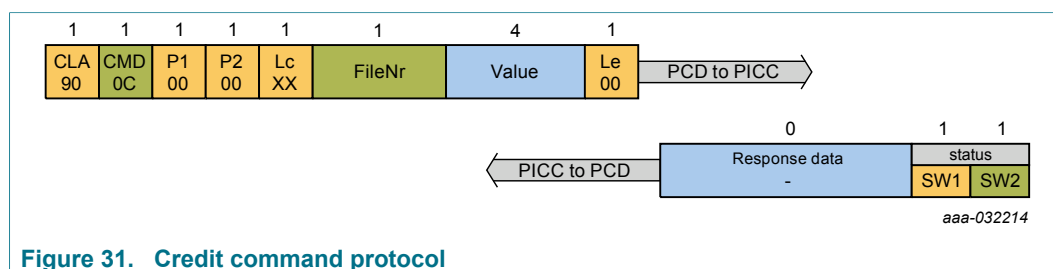 1 1 1 1 1 1 4 1
CLA CMD P1 P2 Lc FileNr Value Le
90 0C 00 00 XX 00
PCD to PICC
0 1 1
PICC to PCD
Response data status
- SW1 SW2
aaa-032214
Figure 31. Credit command protocol